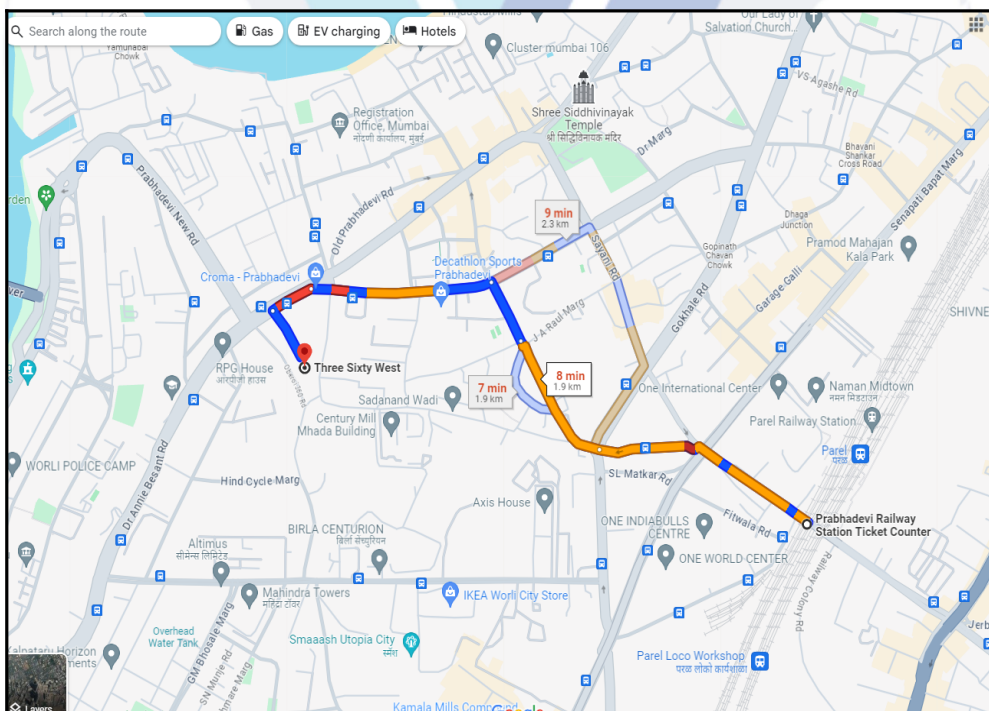 Search along the route
Gas
EV charging
Hotels
Our Lady of
Salvation Church...
Yamunabai
Chowk
Cluster mumbai 106
VS Agashe Rd
Shree Siddhivinayak
Temple
श्री सिद्धिविनायक मंदिर
Registration
Office, Mumbai
नोंदणी कार्यालय, मुंबई
Dr Marg
Bhavani
Shankar
Cross Road
Senapati Bapat Marg
Prabhadevi New Rd
Old Prabhadevi Rd
9 min
2.3 km
Sayani Rd
Dhaga
Junction
Pramod Mahajan
Kala Park
Gopinath
Chavan
Chowk
Garage Galli
Gokhale Rd
Croma - Prabhadevi
Decathlon Sports
Prabhadevi
J A Raul Marg
SHIVNE
RPG House
आरपीजी हाउस
Three Sixty West
8 min
1.9 km
7 min
1.9 km
Sadanand Wadi
Century Mill
Mhada Building
One International Center
Naman Midtown
नमन मिडटाउन
Parel Railway Station
Parel
परळ
WORLI POLICE CAMP
Dr Annie Besant Rd
Hind Cycle Marg
SL Matkar Rd
Axis House
ONE INDIABULLS
CENTRE
Fitwala Rd
Prabhadevi Railway
Station Ticket Counter
BIRLA CENTURION
बिर्ला सेंच्युरियन
Altimus
सीमेन्स लिमिटेड
ONE WORLD CENTER
Railway Colony Rd
Mahindra Towers
महिंद्रा टॉवर
IKEA Worli City Store
Overhead
Water Tank
GM Bhosale Marg
SN Munje Rd
Smaaash Utopia City
स्मॅश
Kalpataru Horizon
Parel Loco Workshop
परळ लोको कार्यशाळा
Jerb
Layers
Kamala Mills Compound
Google